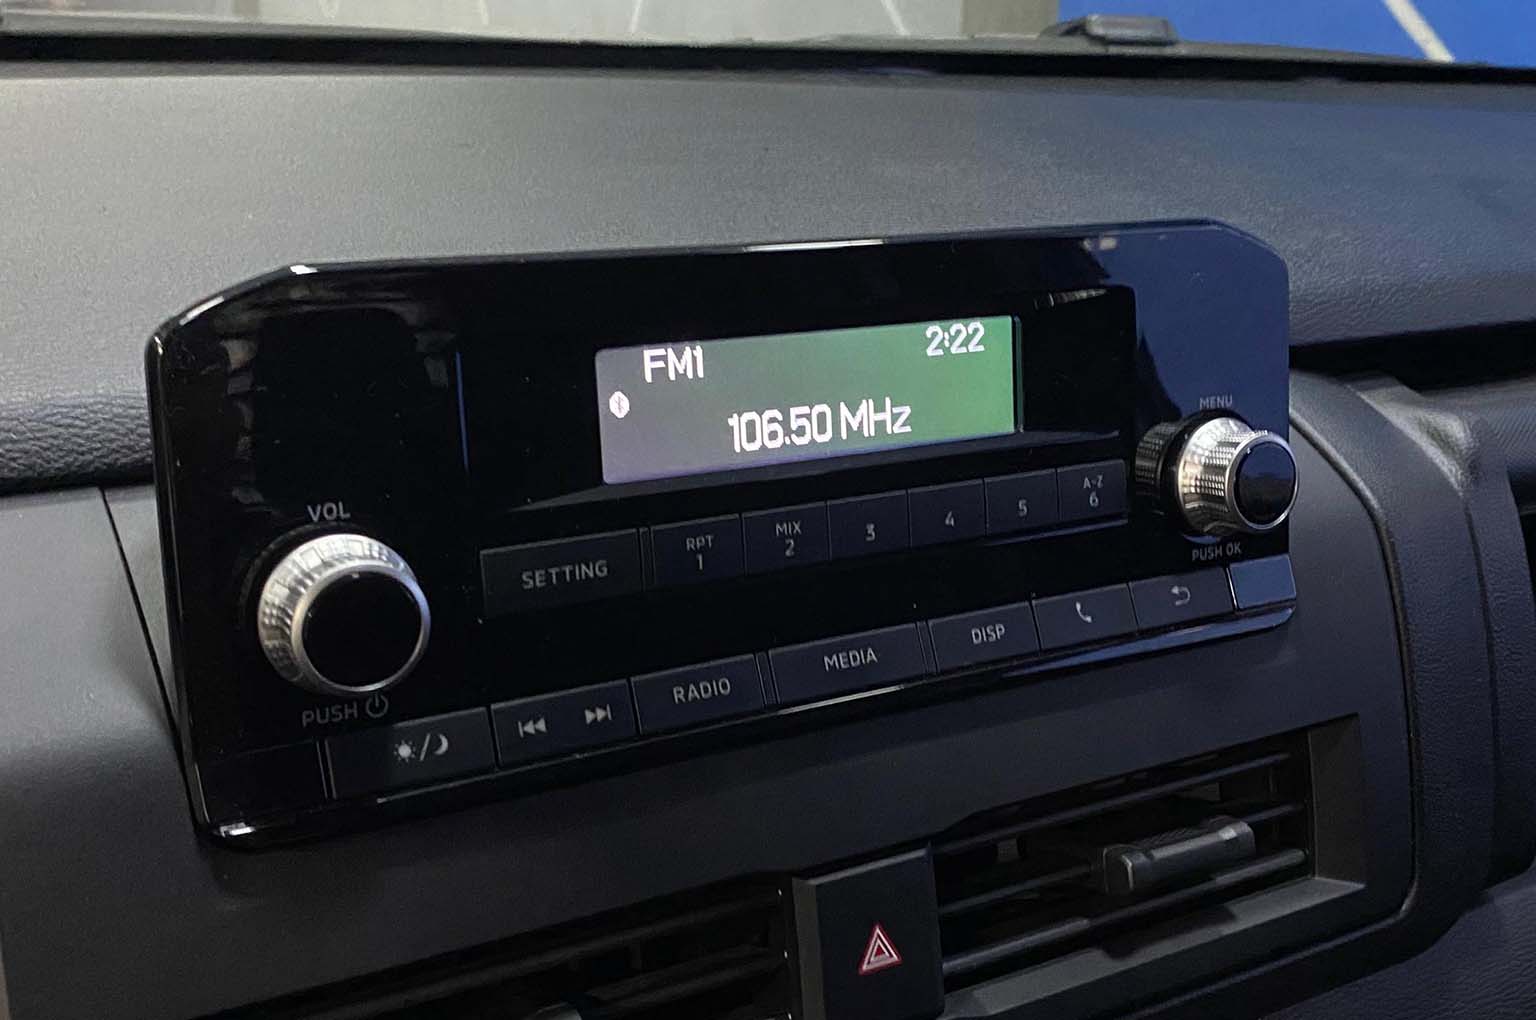 FM1
2:22
106.50 MHz
MENU
VOL
SETTING
RPT
1
MIX
2
3
4
5
A-Z
6
PUSH OK
PUSH
RADIO
MEDIA
DISP